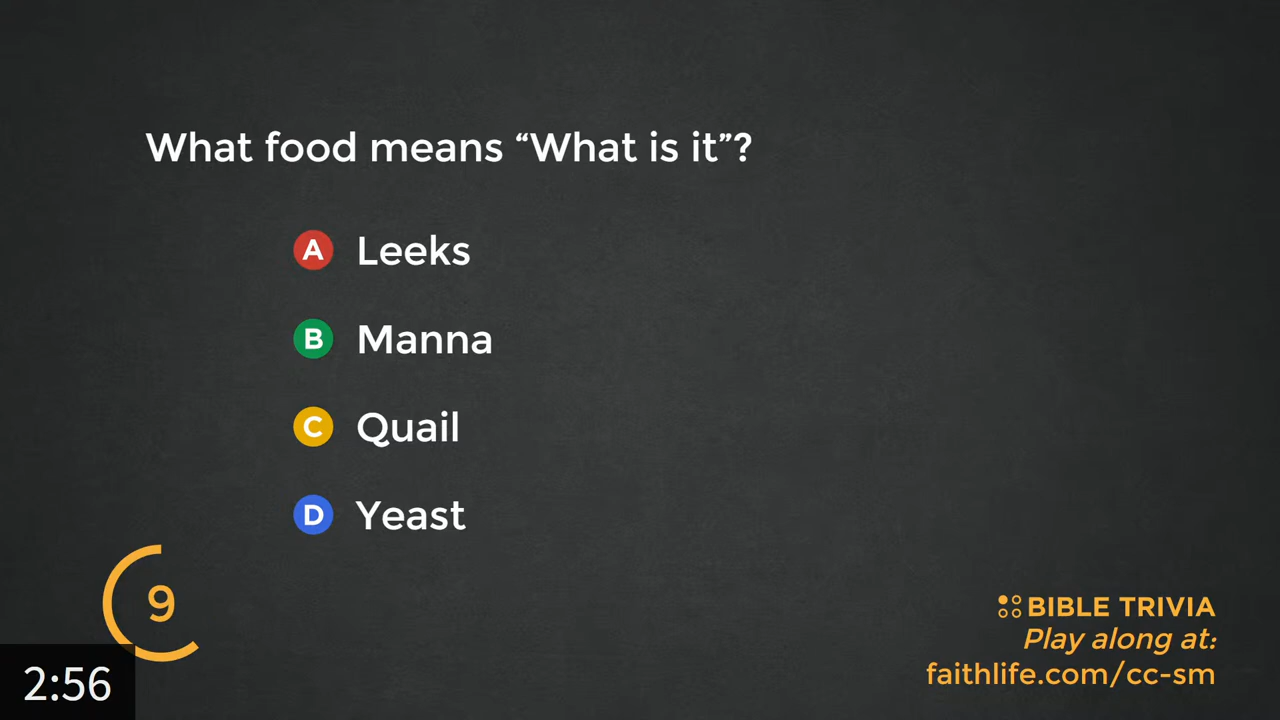 What food means “What is it”?
A Leeks
B Manna
C Quail
D Yeast
9
2:56
BIBLE TRIVIA
Play along at:
faithlife.com/cc-sm